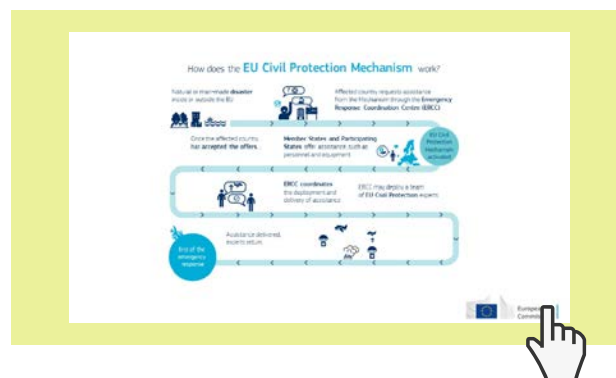 How does the EU Civil Protection Mechanism work?
Natural or man-made disaster
inside or outside the EU
Affected country requests assistance
from the Mechanism through the Emergency
Response Coordination Centre (ERCC)
Once the affected country
has accepted the offers...
Member States and Participating
States offer assistance such as
personnel and equipment
EU Civil
Protection
Mechanism
activated
ERCC coordinates
the deployment and
delivery of assistance
ERCC may deploy a team
of EU Civil Protection experts
Assistance delivered,
experts return.
End of the
emergency
response
European